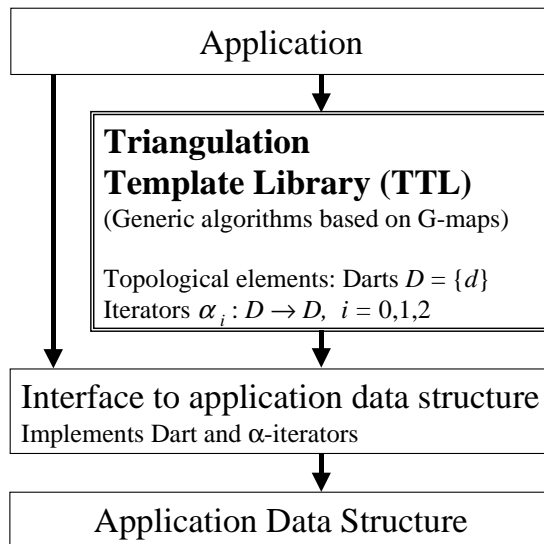 Application
Triangulation
Template Library (TTL)
(Generic algorithms based on G-maps)
Topological elements: Darts D = {d}
Iterators α_i : D → D, i = 0,1,2
Interface to application data structure
Implements Dart and α-iterators
Application Data Structure